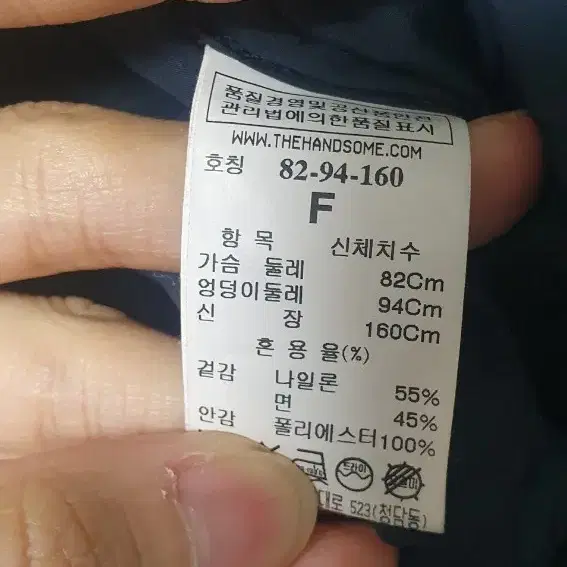 품질경영및공산품안전
관리법에의한품질표시
WWW.THEHANDSOME.COM
호칭 82-94-160
F
항 목 신체치수
가슴 둘레 82Cm
엉덩이둘레 94Cm
신 장 160Cm
혼 용 율(%)
겉감 나일론 55%
면 45%
안감 폴리에스터100%
드라이
대로 523(청담동)